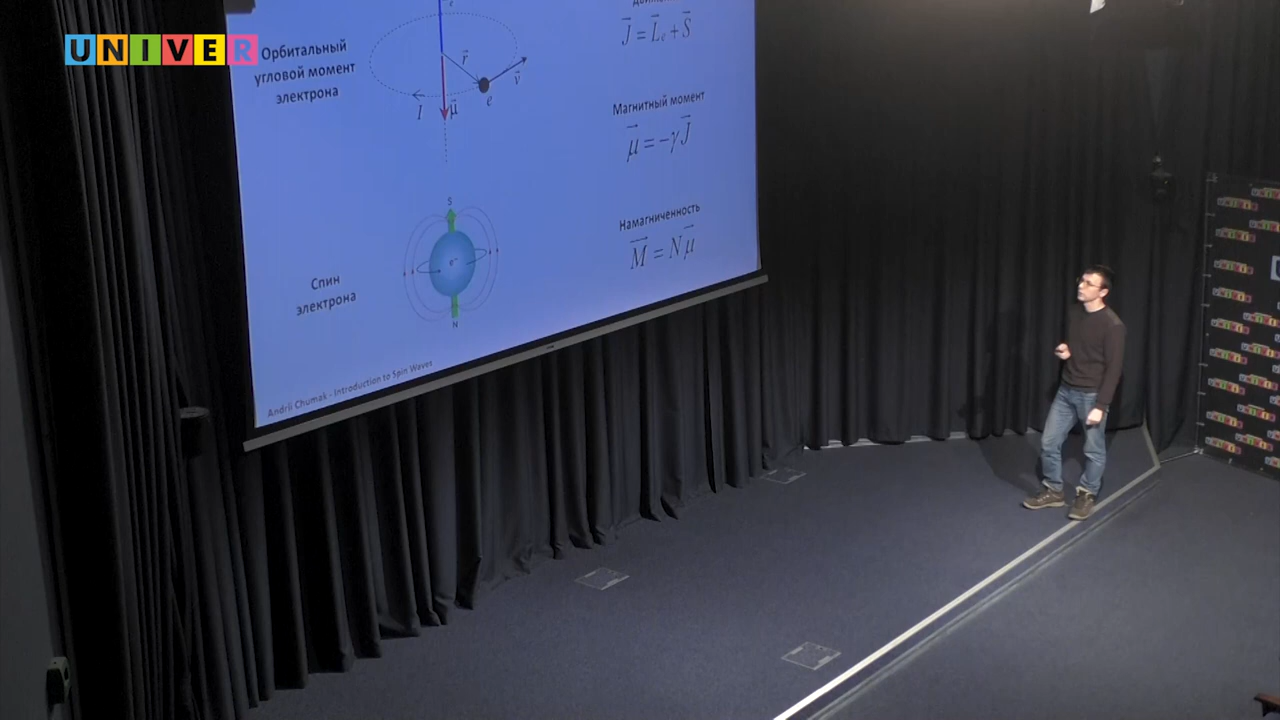 UNIVER
Орбитальный
угловой момент
электрона
r
v
e
I
μ
S
e⁻
N
Спин
электрона
J = Lₑ + S
Магнитный момент
μ = −γJ
Намагниченность
M = Nμ
Andrii Chumak - Introduction to Spin Waves